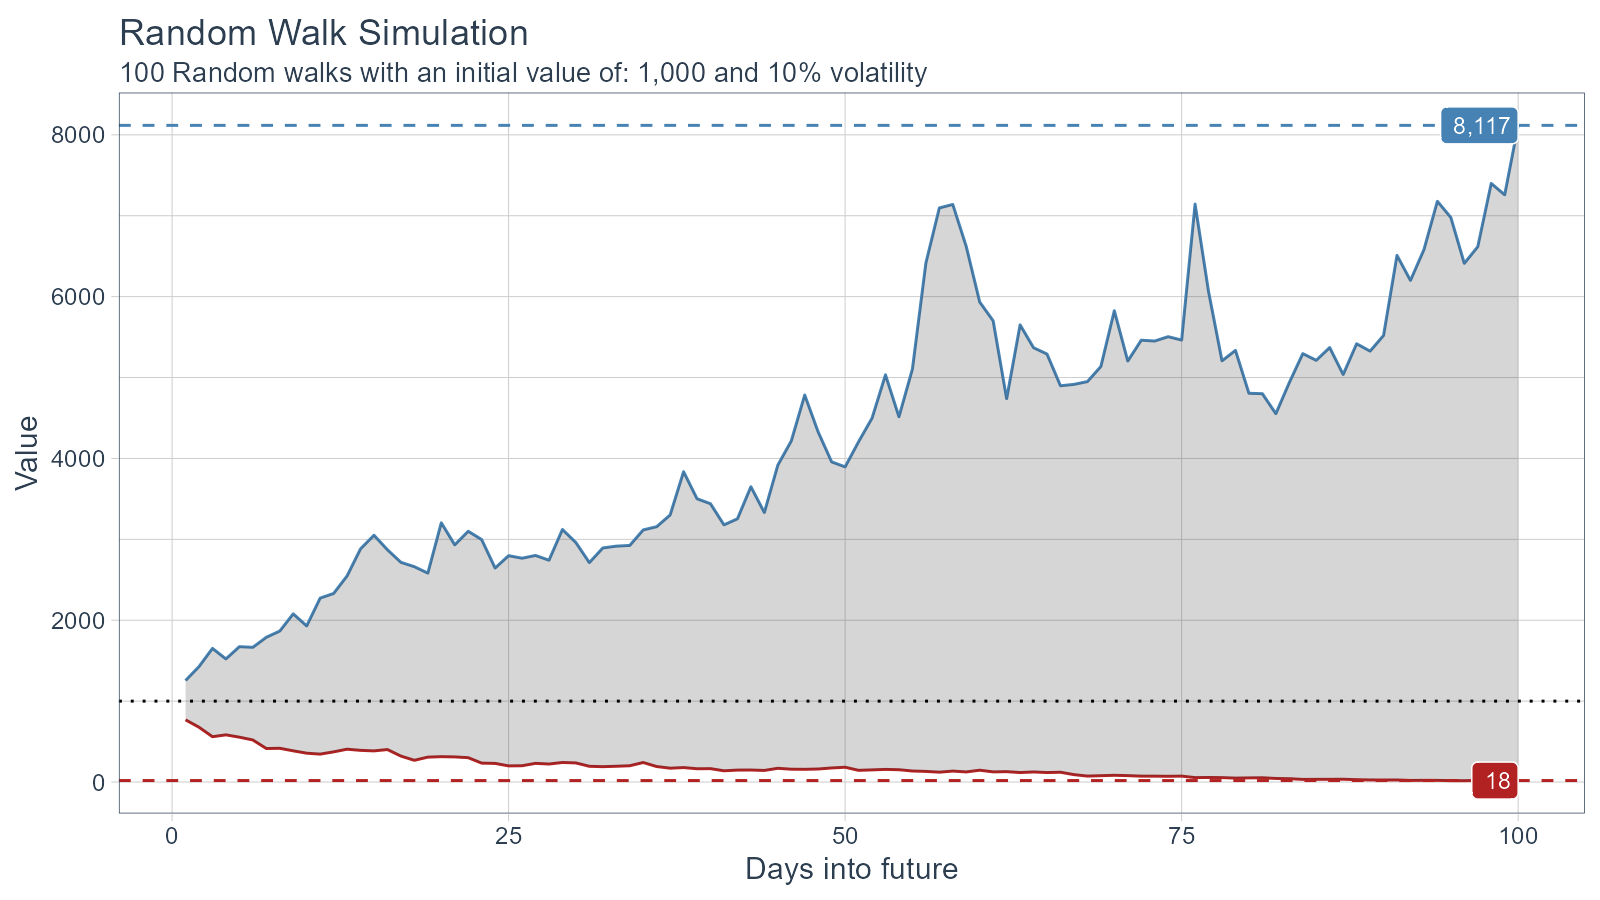 Random Walk Simulation
100 Random walks with an initial value of: 1,000 and 10% volatility
8000
6000
4000
2000
0
Value
8,117
18
0 25 50 75 100
Days into future